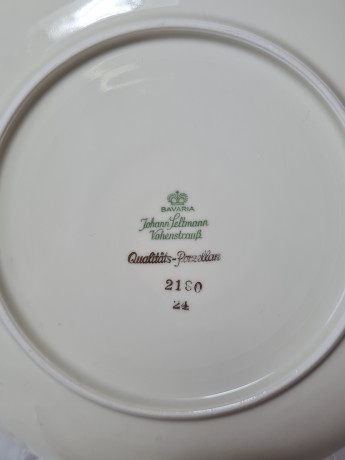 BAVARIA
Johann Seltmann
Vohenstrauß
Qualitäts-Porzellan
2180
24